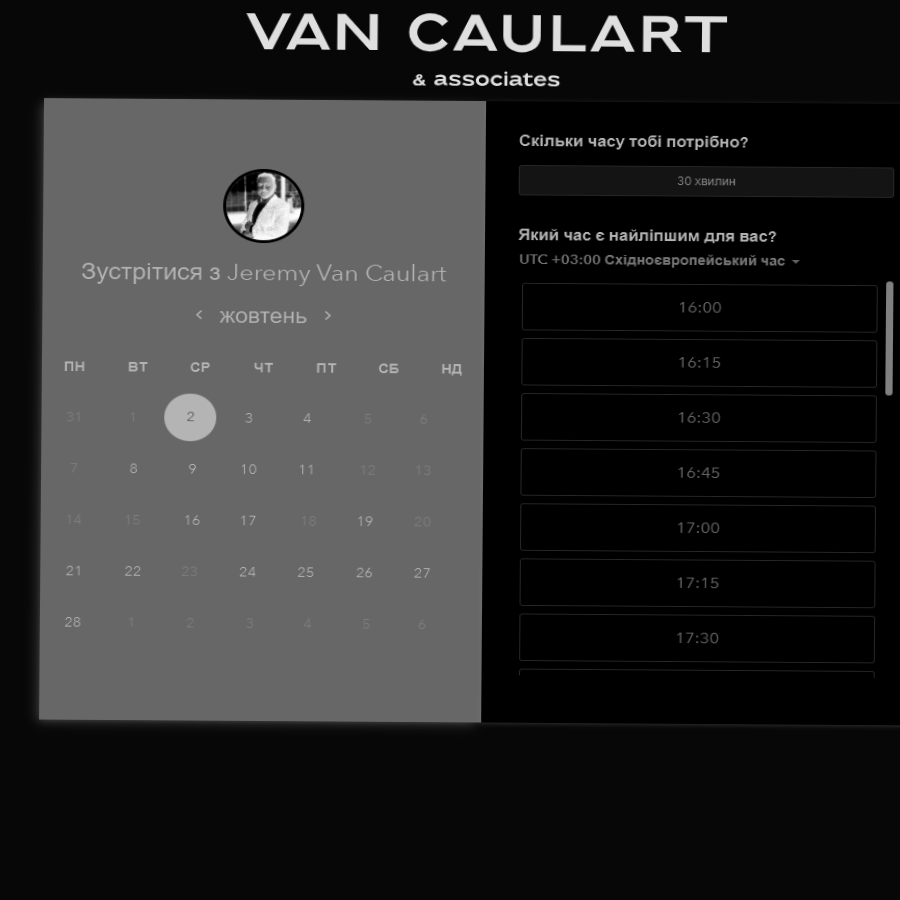 VAN CAULART
& associates
Зустрітися з Jeremy Van Caulart
жовтень
ПН ВТ СР ЧТ ПТ СБ НД
31 1 2 3 4 5 6
7 8 9 10 11 12 13
14 15 16 17 18 19 20
21 22 23 24 25 26 27
28 1 2 3 4 5 6
Скільки часу тобі потрібно?
30 хвилин
Який час є найліпшим для вас?
UTC +03:00 Східноєвропейський час
16:00
16:15
16:30
16:45
17:00
17:15
17:30